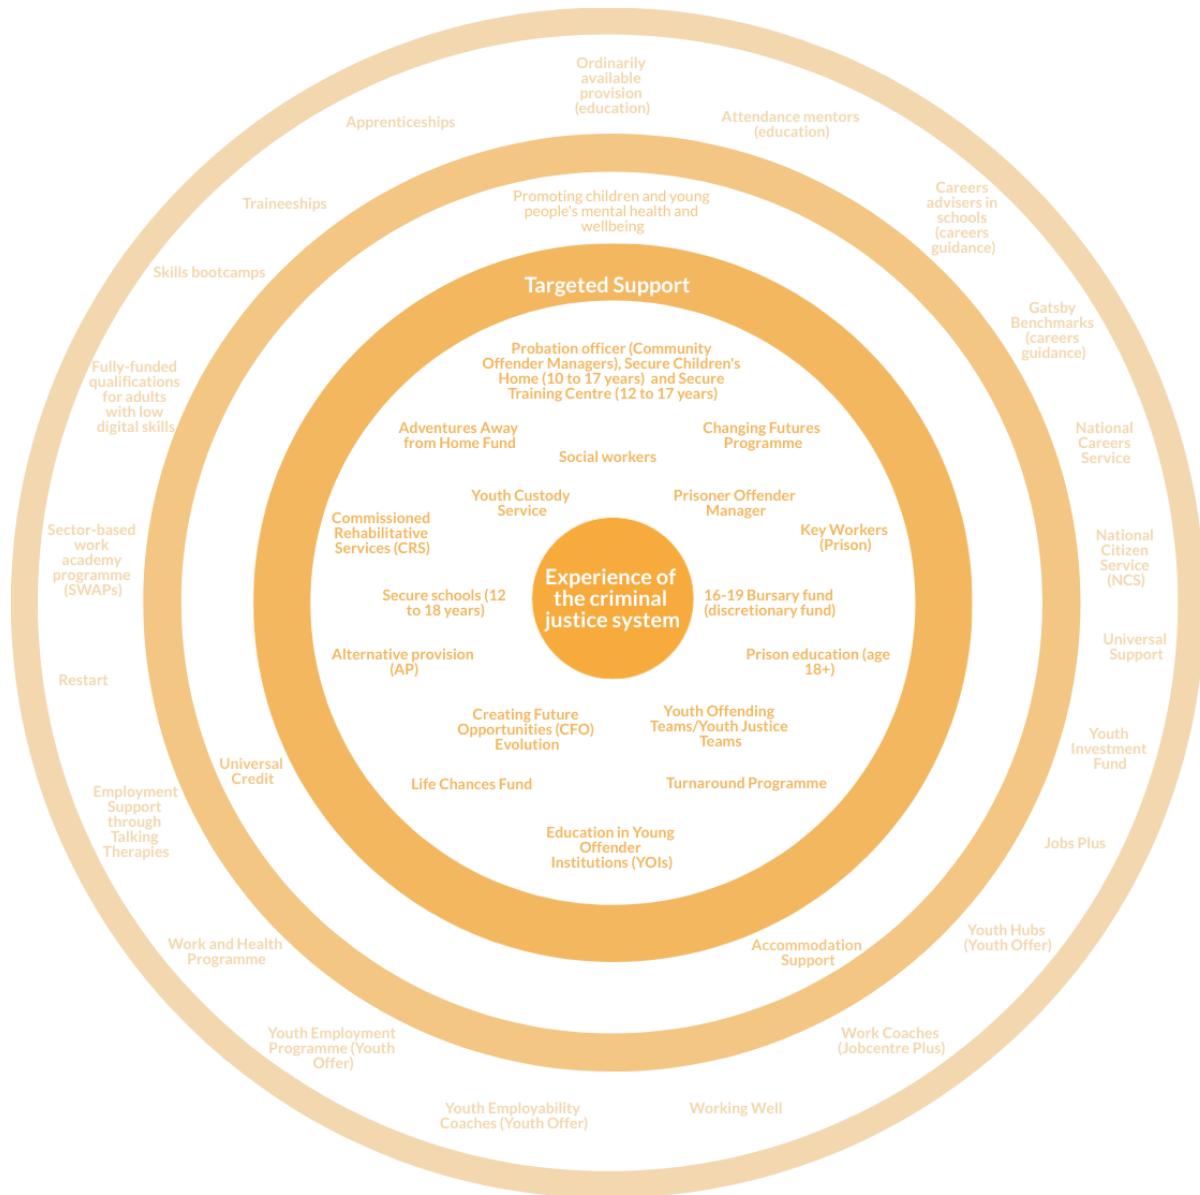 Ordinarily
available
provision
(education)
Apprenticeships
Attendance mentors
(education)
Traineeships
Promoting children and young
people's mental health and
wellbeing
Careers
advisers in
schools
(careers
guidance)
Skills bootcamps
Targeted Support
Gatsby
Benchmarks
(careers
guidance)
Fully-funded
qualifications
for adults
with low
digital skills
Probation officer (Community
Offender Managers), Secure Children's
Home (10 to 17 years) and Secure
Training Centre (12 to 17 years)
Adventures Away
from Home Fund
Social workers
Changing Futures
Programme
National
Careers
Service
Youth Custody
Service
Prisoner Offender
Manager
Commissioned
Rehabilitative
Services (CRS)
Key Workers
(Prison)
Sector-based
work
academy
programme
(SWAPs)
National
Citizen
Service
(NCS)
Experience of
the criminal
justice system
Secure schools (12
to 18 years)
16-19 Bursary fund
(discretionary fund)
Universal
Support
Alternative provision
(AP)
Prison education (age
18+)
Restart
Creating Future
Opportunities (CFO)
Evolution
Youth Offending
Teams/Youth Justice
Teams
Youth
Investment
Fund
Universal
Credit
Life Chances Fund
Turnaround Programme
Employment
Support
through
Talking
Therapies
Jobs Plus
Education in Young
Offender
Institutions (YOIs)
Work and Health
Programme
Accommodation
Support
Youth Hubs
(Youth Offer)
Youth Employment
Programme (Youth
Offer)
Work Coaches
(Jobcentre Plus)
Youth Employability
Coaches (Youth Offer)
Working Well